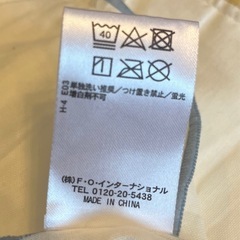 40
H-4 E03
単独洗い推奨／つけ置き禁止／蛍光
増白剤不可
(株)F・O・インターナショナル
TEL 0120-20-5438
MADE IN CHINA